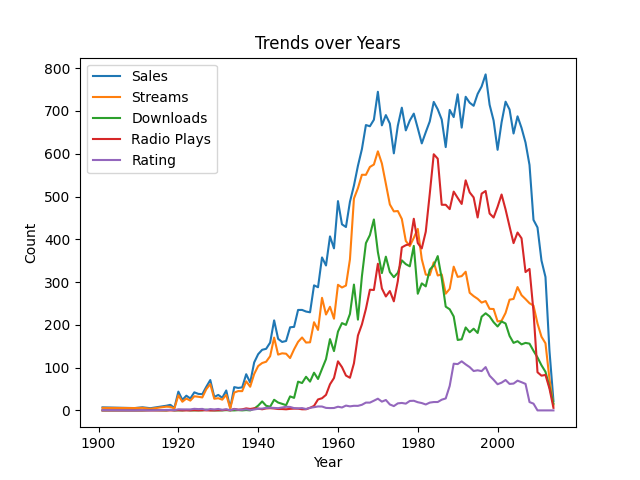 Trends over Years
Sales
Streams
Downloads
Radio Plays
Rating
800
700
600
500
400
300
200
100
0
Count
1900 1920 1940 1960 1980 2000
Year